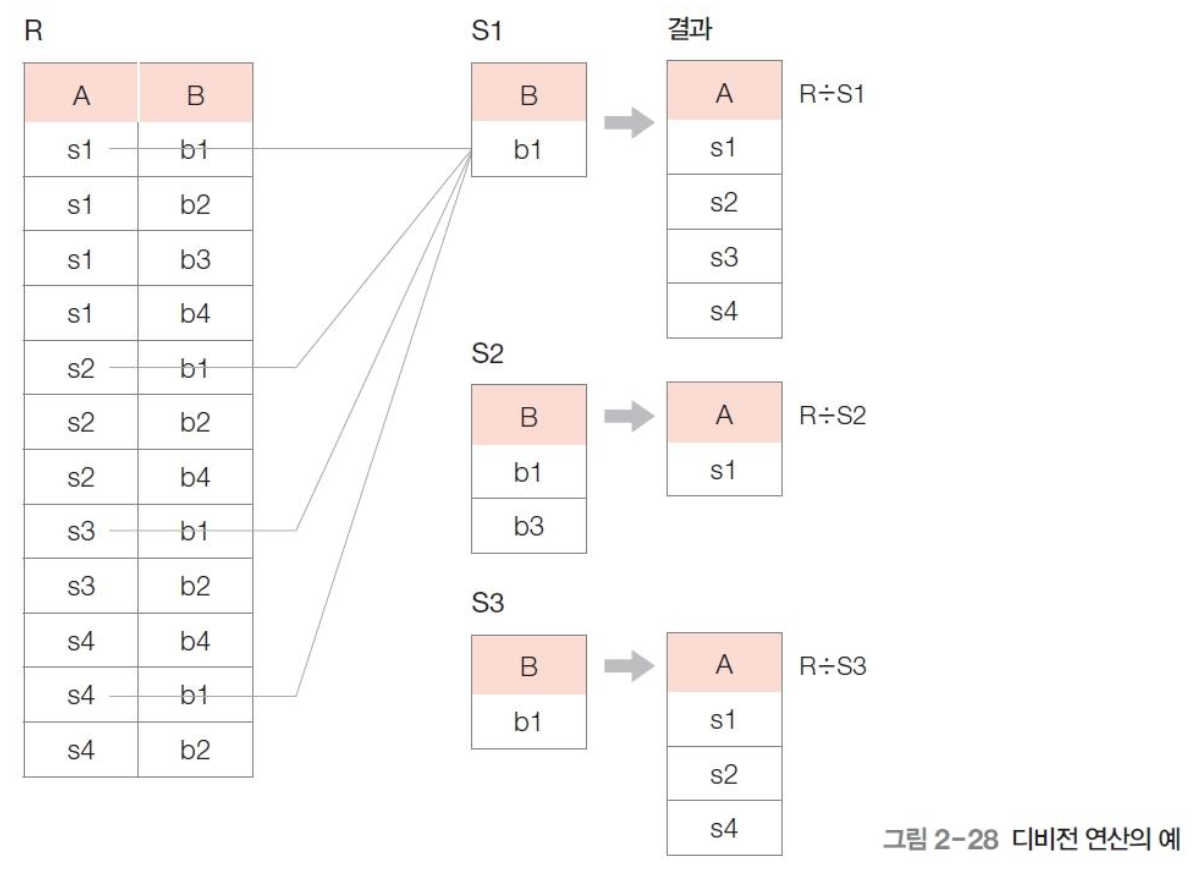 R
A B
s1 b1
s1 b2
s1 b3
s1 b4
s2 b1
s2 b2
s2 b4
s3 b1
s3 b2
s4 b4
s4 b1
s4 b2
S1
B
b1
결과
A
s1
s2
s3
s4
R÷S1
S2
B
b1
b3
A
s1
R÷S2
S3
B
b1
A
s1
s2
s4
R÷S3
그림 2-28 디비전 연산의 예